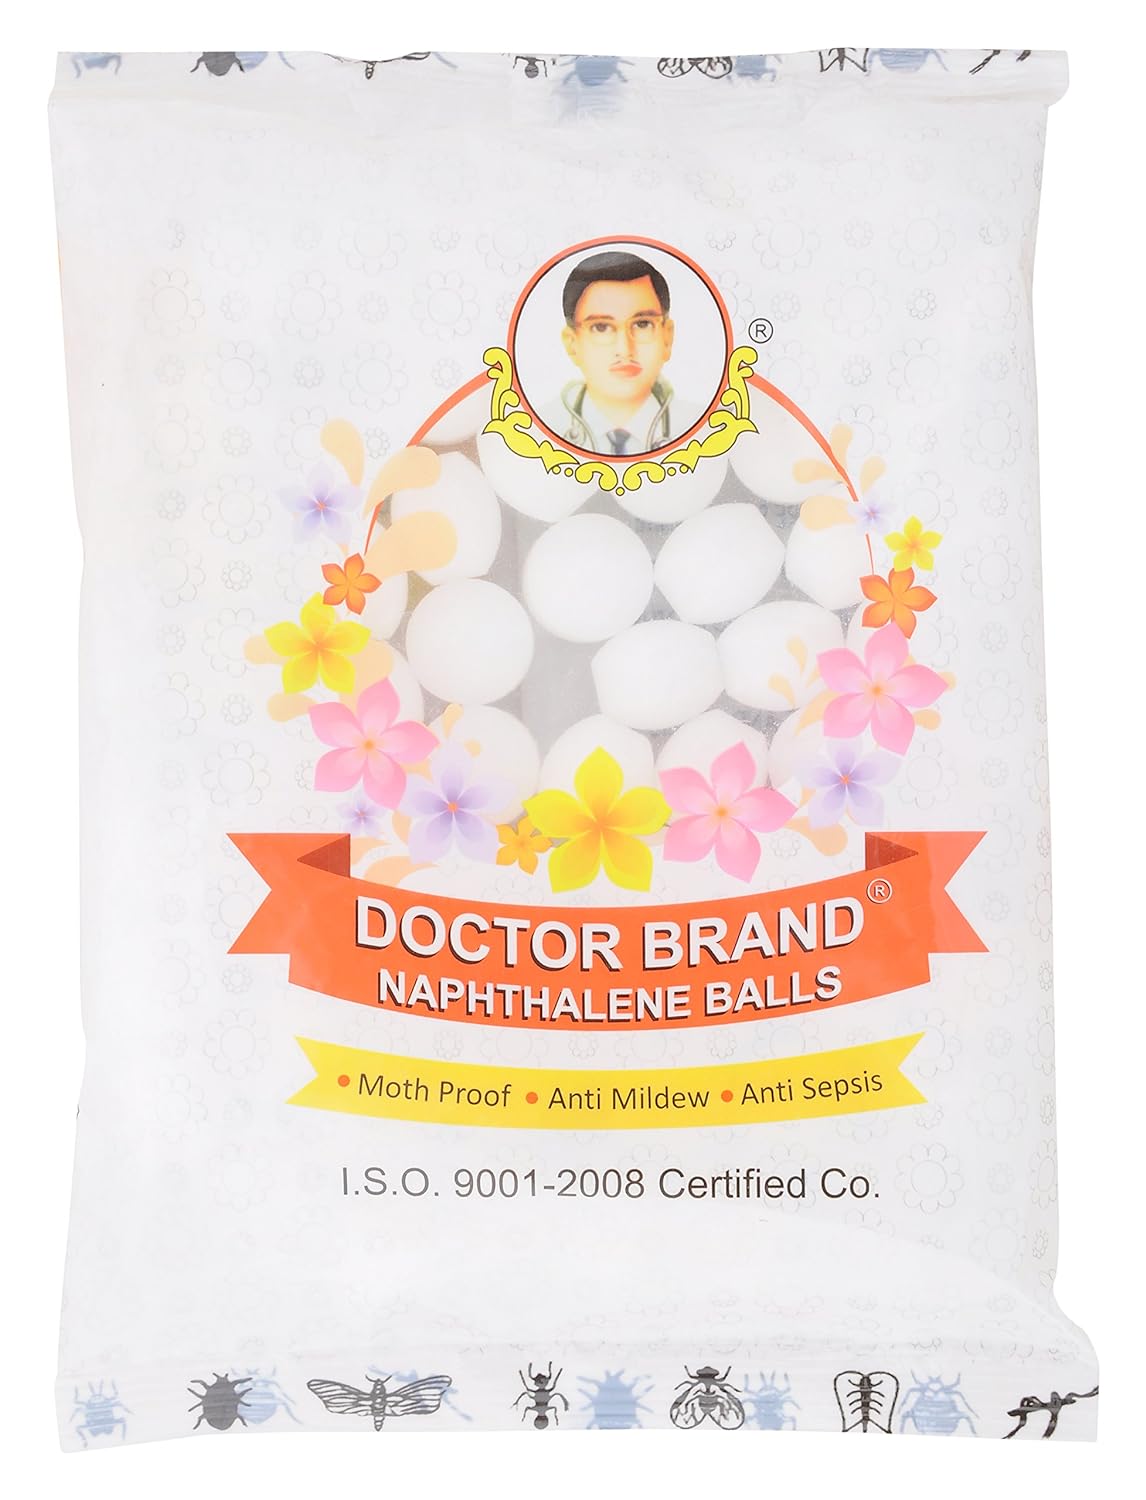 ®
DOCTOR BRAND®
NAPHTHALENE BALLS
• Moth Proof • Anti Mildew • Anti Sepsis
I.S.O. 9001-2008 Certified Co.